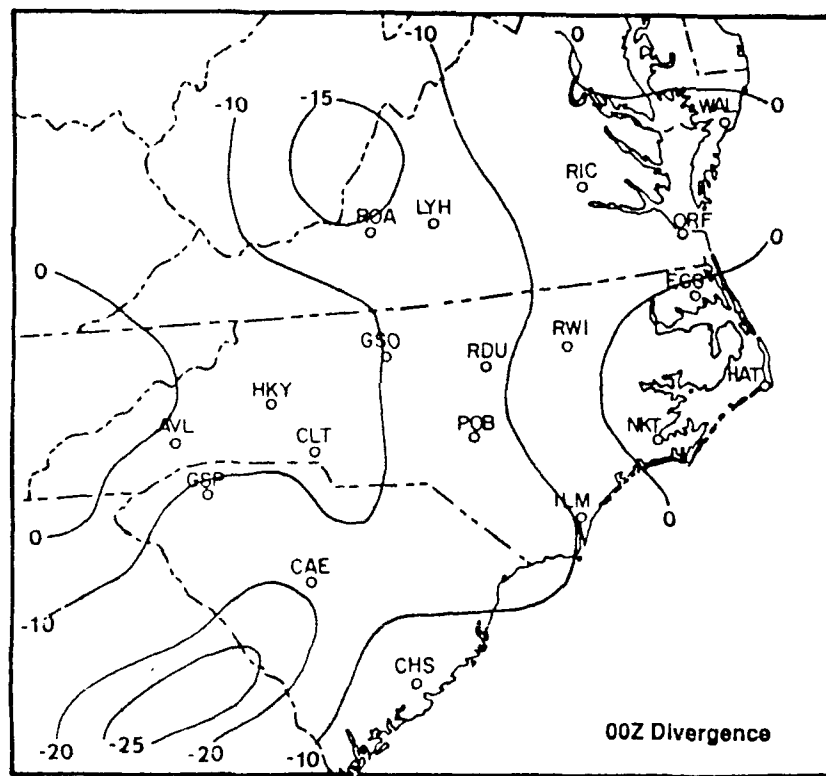 -10
0
-10
-15
0
WAL
RIC
LYH
ROA
ORF
0
0
EGO
GSO
RWI
RDU
HAT
HKY
AVL
POB
NKT
CLT
GSP
ILM
0
0
CAE
-10
CHS
00Z Divergence
-20
-25
-20
-10